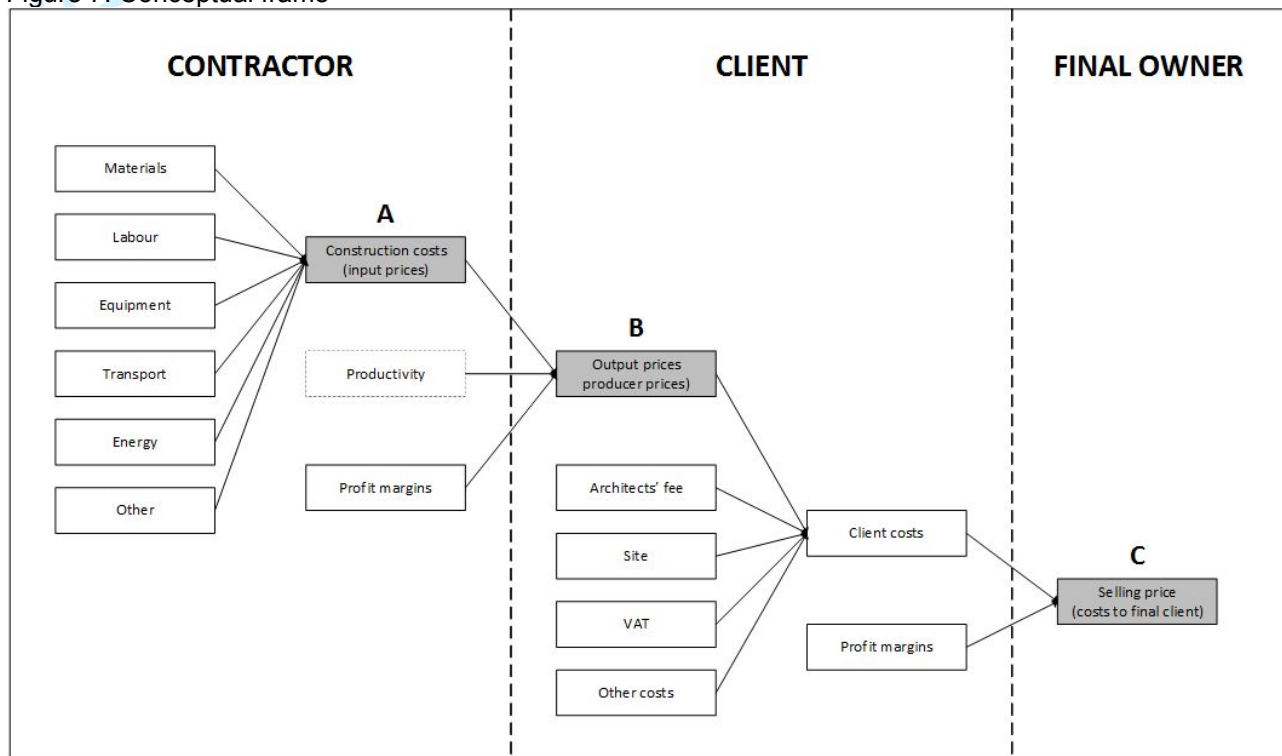 Conceptual frame
CONTRACTOR
CLIENT
FINAL OWNER
Materials
Labour
Equipment
Transport
Energy
Other
A
Construction costs
(input prices)
Productivity
Profit margins
B
Output prices
producer prices)
Architects' fee
Site
VAT
Other costs
Client costs
Profit margins
C
Selling price
(costs to final client)